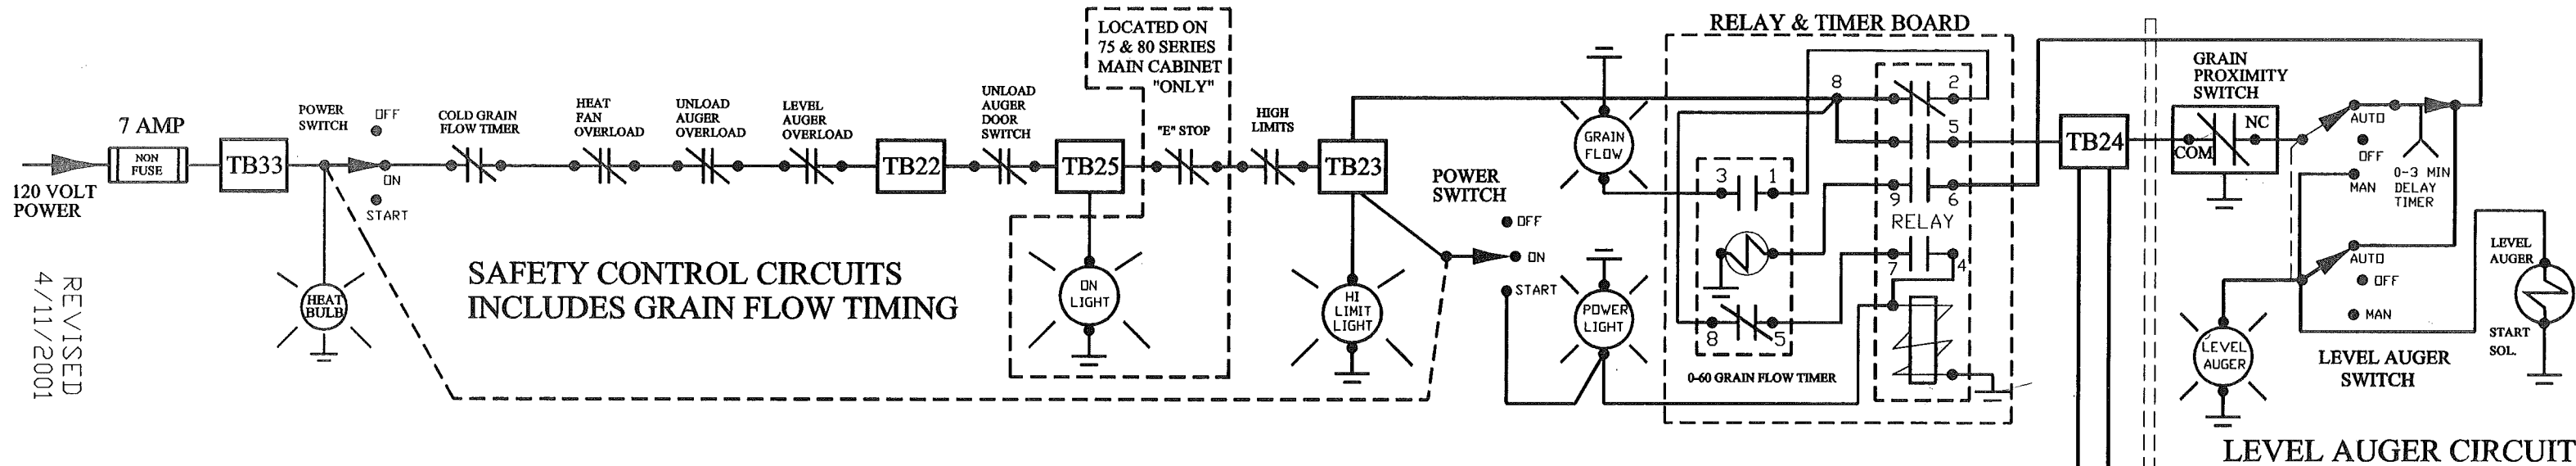 120 VOLT
POWER
7 AMP
NON
FUSE
TB33
POWER
SWITCH
OFF
ON
START
HEAT
BULB
COLD GRAIN
FLOW TIMER
HEAT
FAN
OVERLOAD
UNLOAD
AUGER
OVERLOAD
LEVEL
AUGER
OVERLOAD
TB22
UNLOAD
AUGER
DOOR
SWITCH
LOCATED ON
75 & 80 SERIES
MAIN CABINET
"ONLY"
TB25
ON
LIGHT
"E" STOP
HIGH
LIMITS
TB23
HI
LIMIT
LIGHT
SAFETY CONTROL CIRCUITS
INCLUDES GRAIN FLOW TIMING
REVISED
4/11/2001
POWER
SWITCH
OFF
ON
START
GRAIN
FLOW
POWER
LIGHT
RELAY & TIMER BOARD
8
2
5
3
1
9
6
RELAY
7
4
8
5
0-60 GRAIN FLOW TIMER
TB24
GRAIN
PROXIMITY
SWITCH
COM
NC
AUTO
OFF
MAN
0-3 MIN
DELAY
TIMER
AUTO
OFF
MAN
LEVEL
AUGER
LEVEL AUGER
SWITCH
LEVEL
AUGER
START
SOL.
LEVEL AUGER CIRCUIT